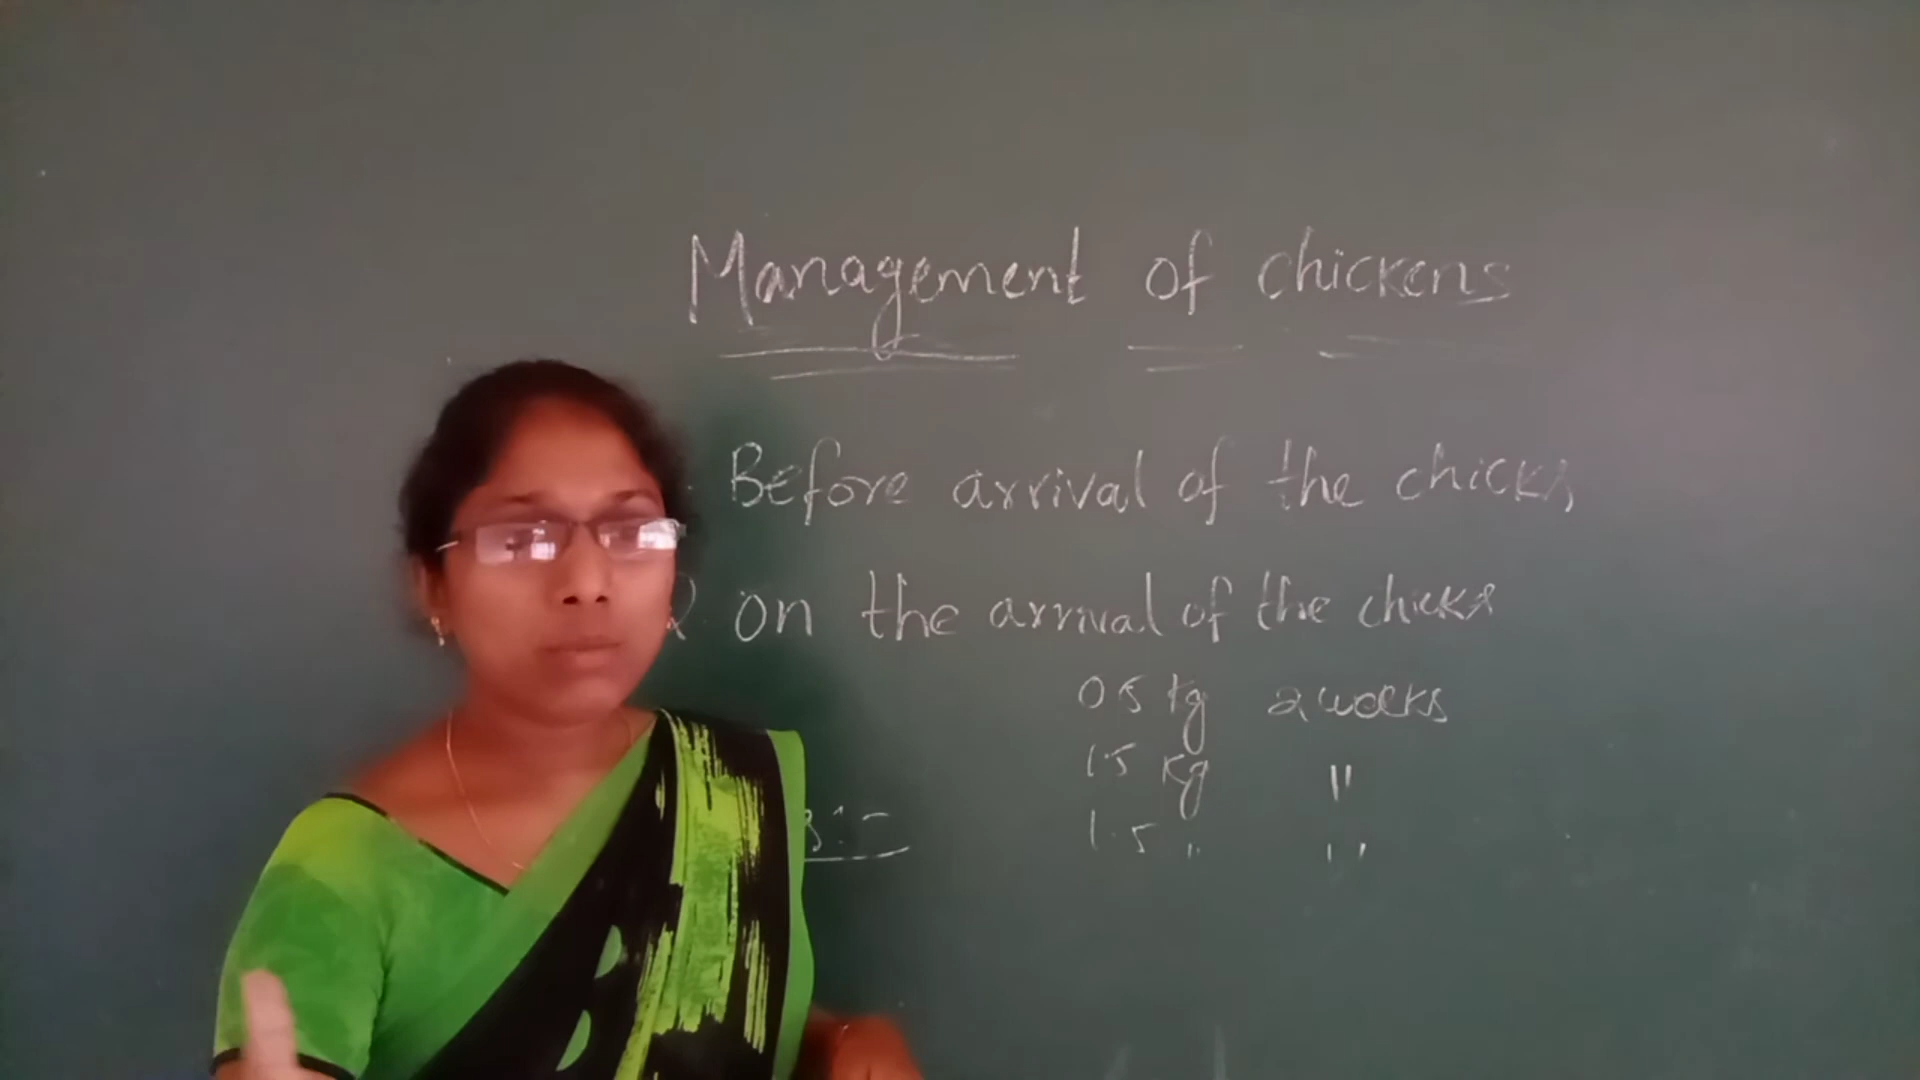 Management of chickens
Before arrival of the chicks,
2. on the arrival of the chicks
0.5 kg 2 weeks
1.5 kg "
1.5 " "